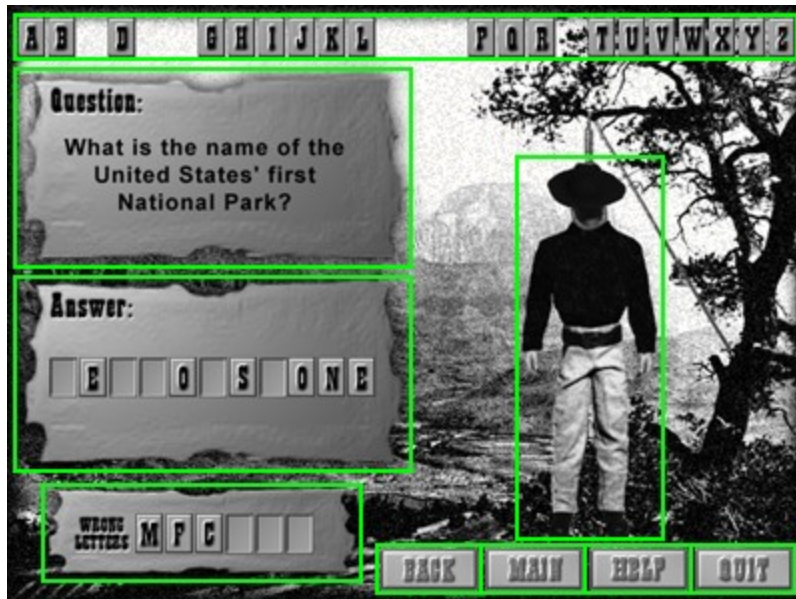 A B D G H I J K L P Q R T U V W X Y Z
Question:
What is the name of the
United States' first
National Park?
Answer:
E O S O N E
WRONG
LETTERS M F C
BACK MAIN HELP QUIT